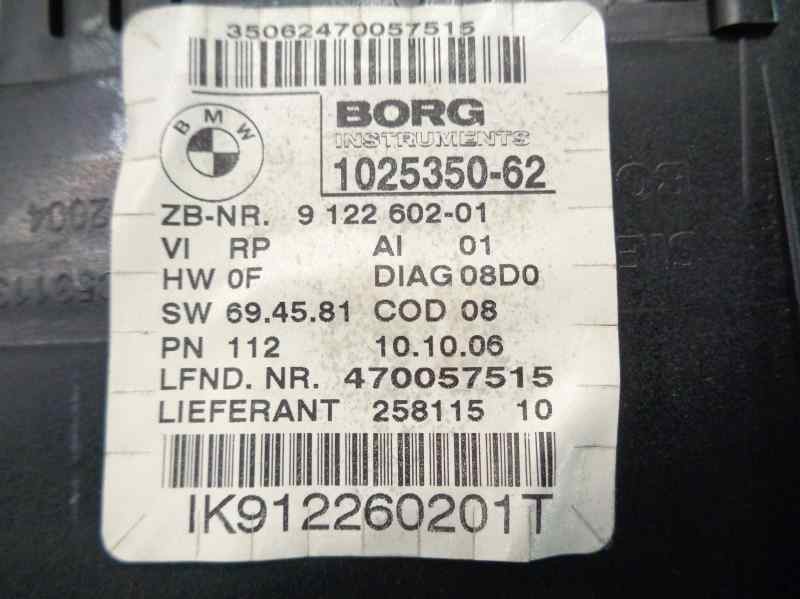 35062470057515
BMW
BORG
INSTRUMENTS
1025350-62
ZB-NR. 9 122 602-01
VI RP AI 01
HW 0F DIAG 08D0
SW 69.45.81 COD 08
PN 112 10.10.06
LFND. NR. 470057515
LIEFERANT 258115 10
IK912260201T
2004